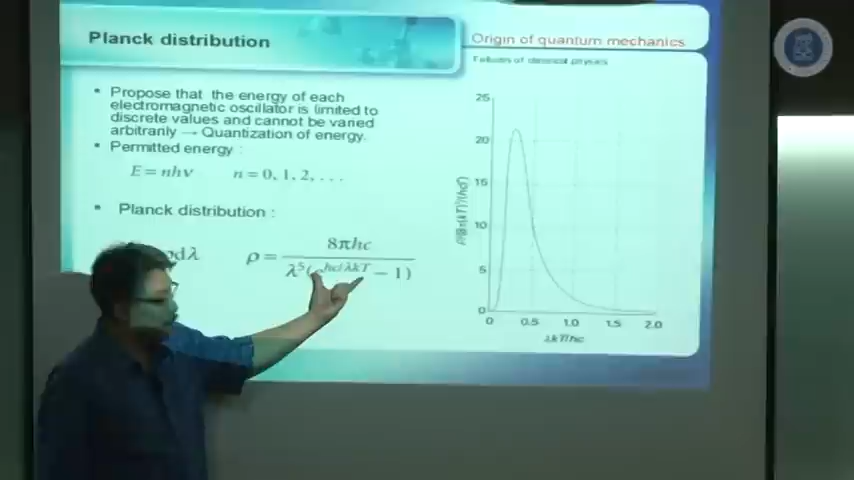 Planck distribution
Origin of quantum mechanics
Failures of classical physics
• Propose that the energy of each
electromagnetic oscillator is limited to
discrete values and cannot be varied
arbitrarily → Quantization of energy.
• Permitted energy :
E = nhν n = 0, 1, 2, . . .
• Planck distribution :
ρdλ ρ = 8πhc
λ⁵(e^hc/λkT − 1)
25
20
15
10
5
0
0 0.5 1.0 1.5 2.0
λkT/hc